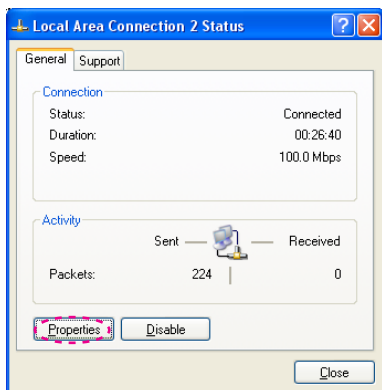 Local Area Connection 2 Status
General Support
Connection
Status: Connected
Duration: 00:26:40
Speed: 100.0 Mbps
Activity
Sent Received
Packets: 224 0
Properties Disable
Close